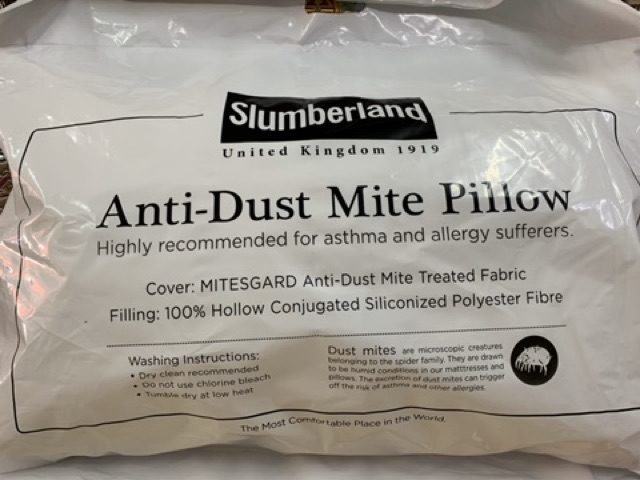 Slumberland
United Kingdom 1919
Anti-Dust Mite Pillow
Highly recommended for asthma and allergy sufferers.
Cover: MITESGARD Anti-Dust Mite Treated Fabric
Filling: 100% Hollow Conjugated Siliconized Polyester Fibre
Washing Instructions:
• Dry clean recommended
• Do not use chlorine bleach
• Tumble dry at low heat
Dust mites are microscopic creatures
belonging to the spider family. They are drawn
to be humid conditions in our matttresses and
pillows. The excretion of dust mites can trigger
off the risk of asthma and other allergies.
The Most Comfortable Place in the World.